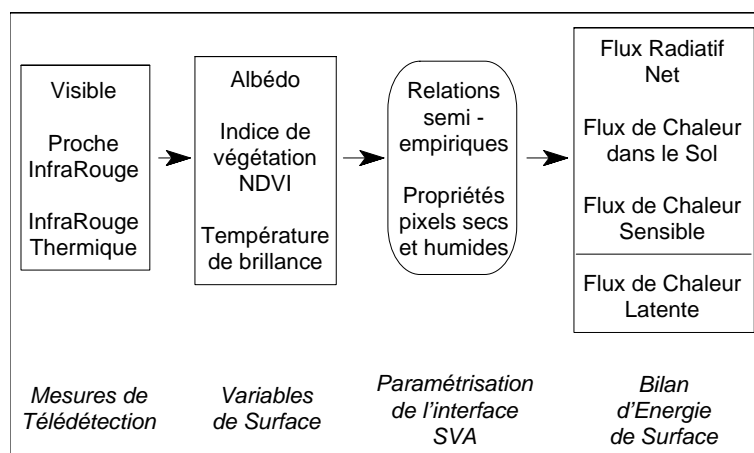 Visible
Proche
InfraRouge
InfraRouge
Thermique
Albédo
Indice de
végétation
NDVI
Température
de brillance
Relations
semi -
empiriques
Propriétés
pixels secs
et humides
Flux Radiatif
Net
Flux de Chaleur
dans le Sol
Flux de Chaleur
Sensible
Flux de Chaleur
Latente
Mesures de
Télédétection
Variables
de Surface
Paramétrisation
de l'interface
SVA
Bilan
d'Energie
de Surface